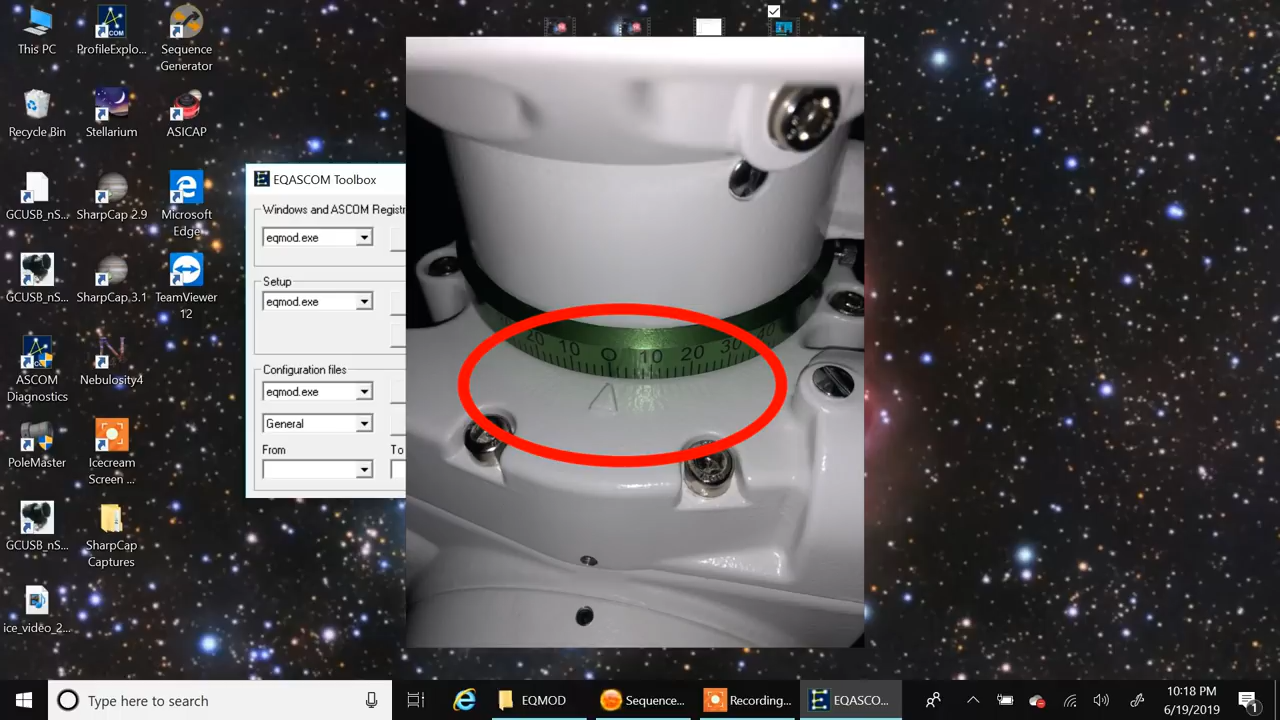 This PC
ProfileExplo...
Sequence Generator
Recycle Bin
Stellarium
ASICAP
GCUSB_nS...
SharpCap 2.9
Microsoft Edge
GCUSB_nS...
SharpCap 3.1
TeamViewer 12
ASCOM Diagnostics
Nebulosity4
PoleMaster
Icecream Screen ...
GCUSB_nS...
SharpCap Captures
ice_video_2...
EQASCOM Toolbox
Windows and ASCOM Registr
eqmod.exe
Setup
eqmod.exe
Configuration files
eqmod.exe
General
From
To
20 10 0 10 20 30 40
Type here to search
EQMOD
Sequence...
Recording...
EQASCO...
10:18 PM
6/19/2019
1